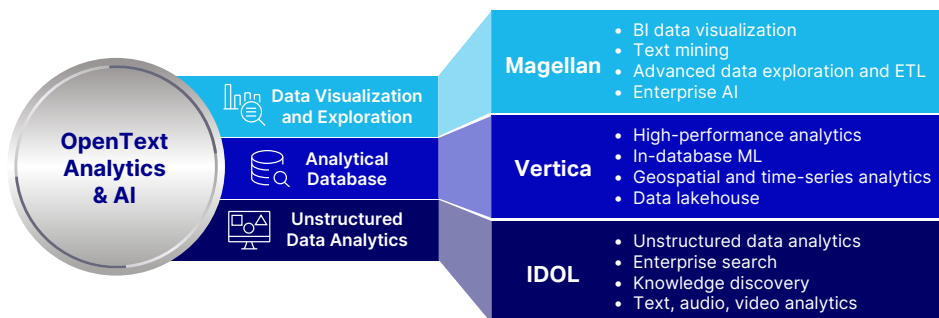 OpenText
Analytics
& AI
Data Visualization
and Exploration
Analytical
Database
Unstructured
Data Analytics
Magellan
• BI data visualization
• Text mining
• Advanced data exploration and ETL
• Enterprise AI
Vertica
• High-performance analytics
• In-database ML
• Geospatial and time-series analytics
• Data lakehouse
IDOL
• Unstructured data analytics
• Enterprise search
• Knowledge discovery
• Text, audio, video analytics